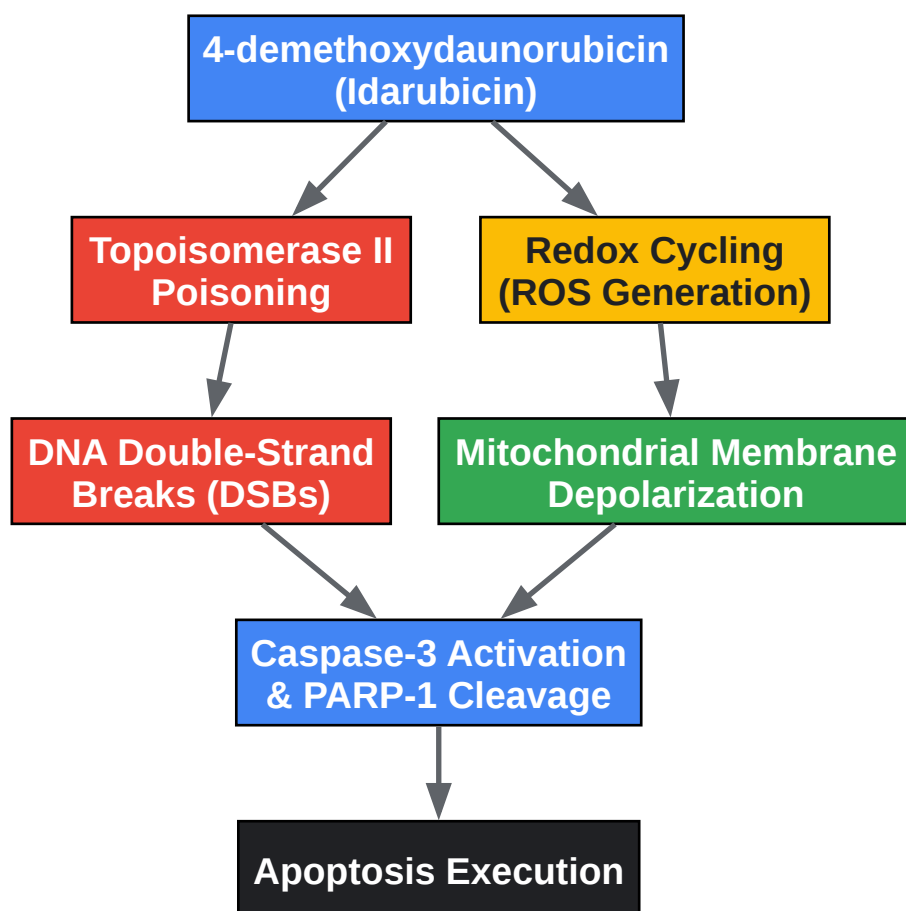 4-demethoxydaunorubicin
(Idarubicin)
Topoisomerase II
Poisoning
Redox Cycling
(ROS Generation)
DNA Double-Strand
Breaks (DSBs)
Mitochondrial Membrane
Depolarization
Caspase-3 Activation
& PARP-1 Cleavage
Apoptosis Execution